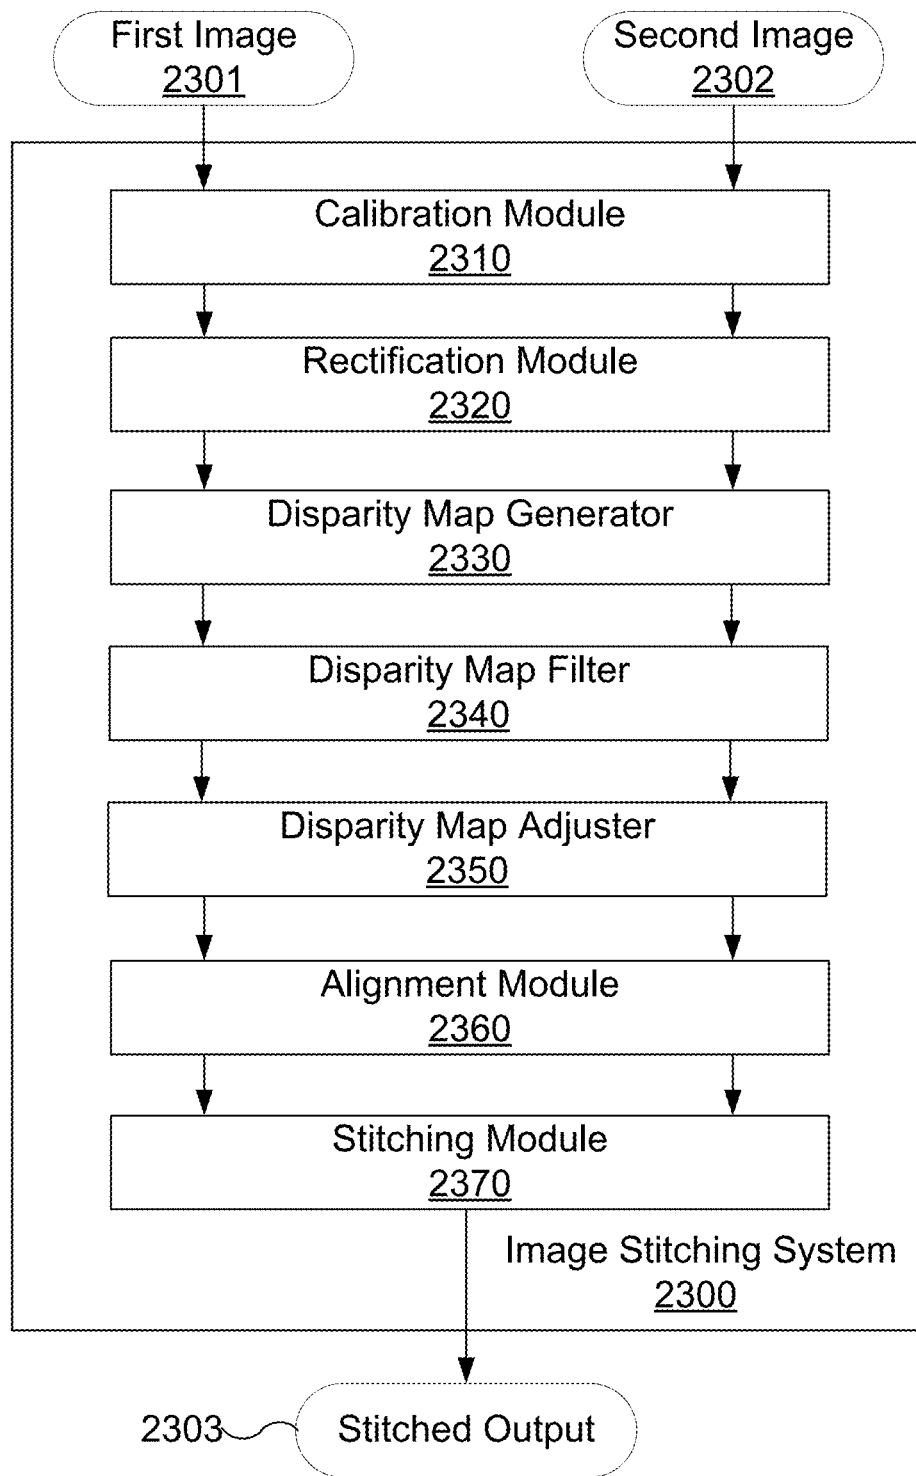 First Image
2301
Second Image
2302
Calibration Module
2310
Rectification Module
2320
Disparity Map Generator
2330
Disparity Map Filter
2340
Disparity Map Adjuster
2350
Alignment Module
2360
Stitching Module
2370
Image Stitching System
2300
2303
Stitched Output